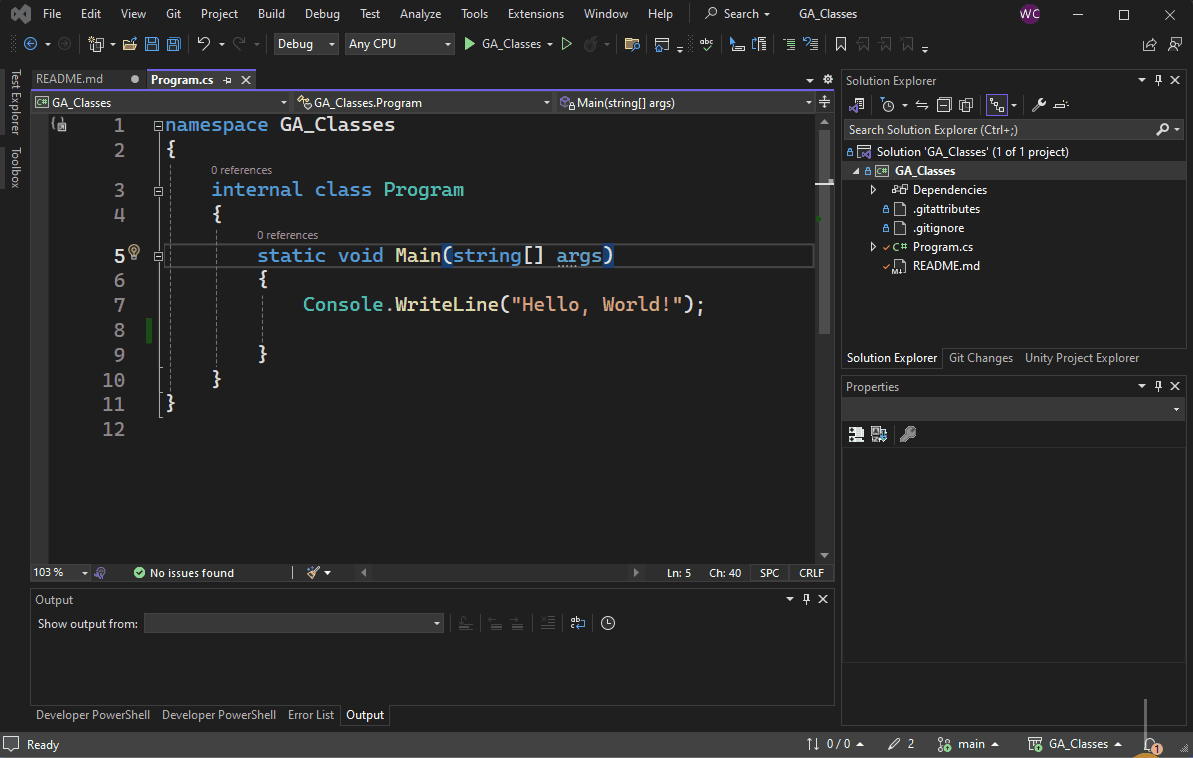 File Edit View Git Project Build Debug Test Analyze Tools Extensions Window Help Search GA_Classes WC
Debug Any CPU GA_Classes abc
Test Explorer
Toolbox
README.md Program.cs
GA_Classes GA_Classes.Program Main(string[] args)
1 namespace GA_Classes
2 {
0 references
3 internal class Program
4 {
0 references
5 static void Main(string[] args)
6 {
7 Console.WriteLine("Hello, World!");
8
9 }
10 }
11 }
12
103 % No issues found Ln: 5 Ch: 40 SPC CRLF
Output
Show output from:
Developer PowerShell Developer PowerShell Error List Output
Solution Explorer
Search Solution Explorer (Ctrl+;)
Solution 'GA_Classes' (1 of 1 project)
C# GA_Classes
Dependencies
.gitattributes
.gitignore
C# Program.cs
README.md
Solution Explorer Git Changes Unity Project Explorer
Properties
Ready 0 / 0 2 main GA_Classes 1